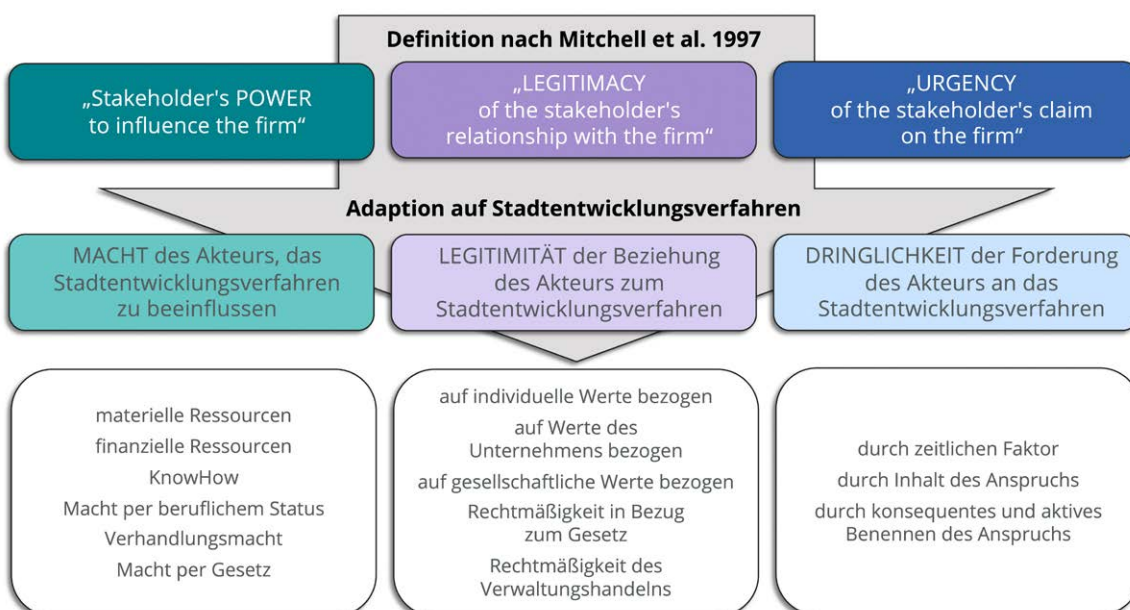 Definition nach Mitchell et al. 1997
„Stakeholder's POWER
to influence the firm“
„LEGITIMACY
of the stakeholder's
relationship with the firm“
„URGENCY
of the stakeholder's claim
on the firm“
Adaption auf Stadtentwicklungsverfahren
MACHT des Akteurs, das
Stadtentwicklungsverfahren
zu beeinflussen
LEGITIMITÄT der Beziehung
des Akteurs zum
Stadtentwicklungsverfahren
DRINGLICHKEIT der Forderung
des Akteurs an das
Stadtentwicklungsverfahren
materielle Ressourcen
finanzielle Ressourcen
KnowHow
Macht per beruflichem Status
Verhandlungsmacht
Macht per Gesetz
auf individuelle Werte bezogen
auf Werte des
Unternehmens bezogen
auf gesellschaftliche Werte bezogen
Rechtmäßigkeit in Bezug
zum Gesetz
Rechtmäßigkeit des
Verwaltungshandelns
durch zeitlichen Faktor
durch Inhalt des Anspruchs
durch konsequentes und aktives
Benennen des Anspruchs